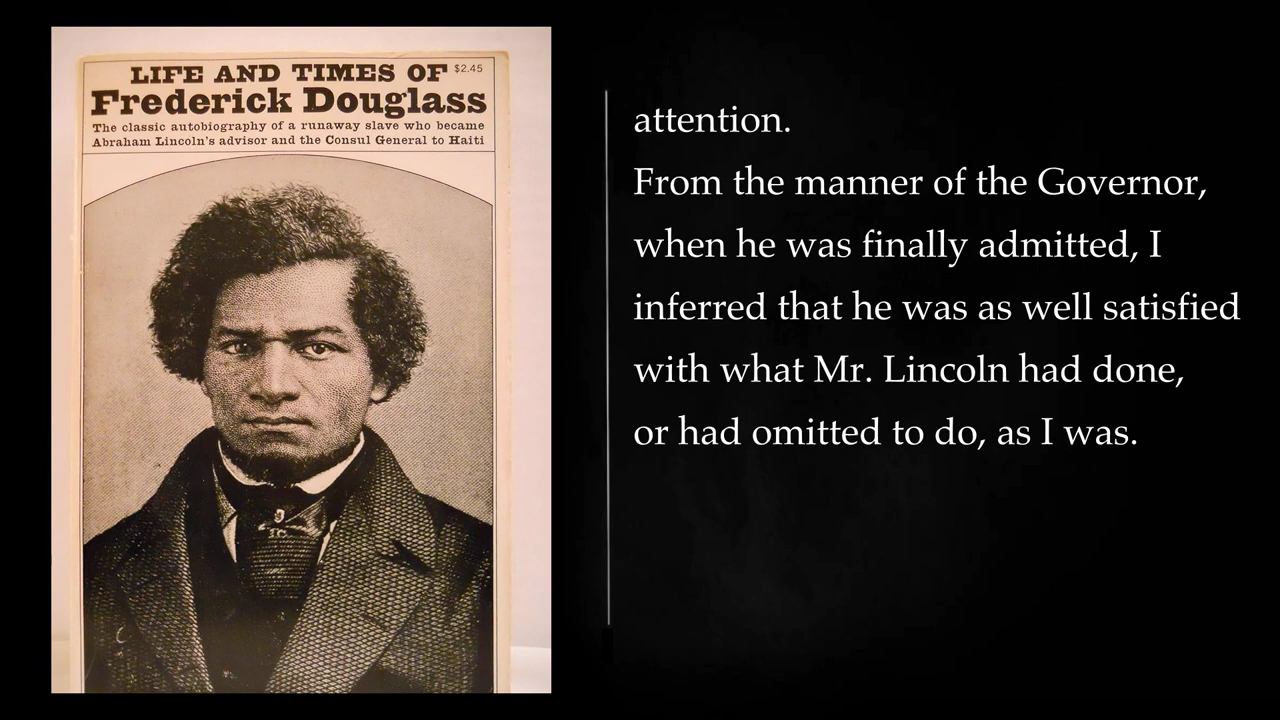 LIFE AND TIMES OF $2.45
Frederick Douglass
The classic autobiography of a runaway slave who became
Abraham Lincoln's advisor and the Consul General to Haiti
attention.
From the manner of the Governor,
when he was finally admitted, I
inferred that he was as well satisfied
with what Mr. Lincoln had done,
or had omitted to do, as I was.